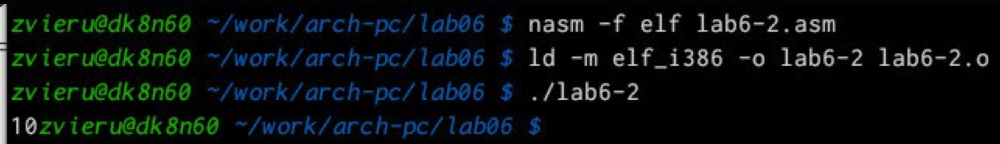 zvieru@dk8n60 ~/work/arch-pc/lab06 $ nasm -f elf lab6-2.asm
zvieru@dk8n60 ~/work/arch-pc/lab06 $ ld -m elf_i386 -o lab6-2 lab6-2.o
zvieru@dk8n60 ~/work/arch-pc/lab06 $ ./lab6-2
10zvieru@dk8n60 ~/work/arch-pc/lab06 $